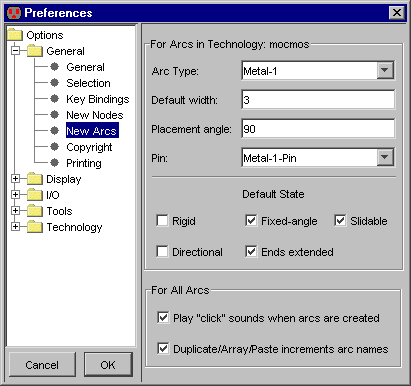 Preferences
Options
General
General
Selection
Key Bindings
New Nodes
New Arcs
Copyright
Printing
Display
I/O
Tools
Technology
Cancel
OK
For Arcs in Technology: mocmos
Arc Type: Metal-1
Default width: 3
Placement angle: 90
Pin: Metal-1-Pin
Default State
Rigid Fixed-angle Slidable
Directional Ends extended
For All Arcs
Play "click" sounds when arcs are created
Duplicate/Array/Paste increments arc names